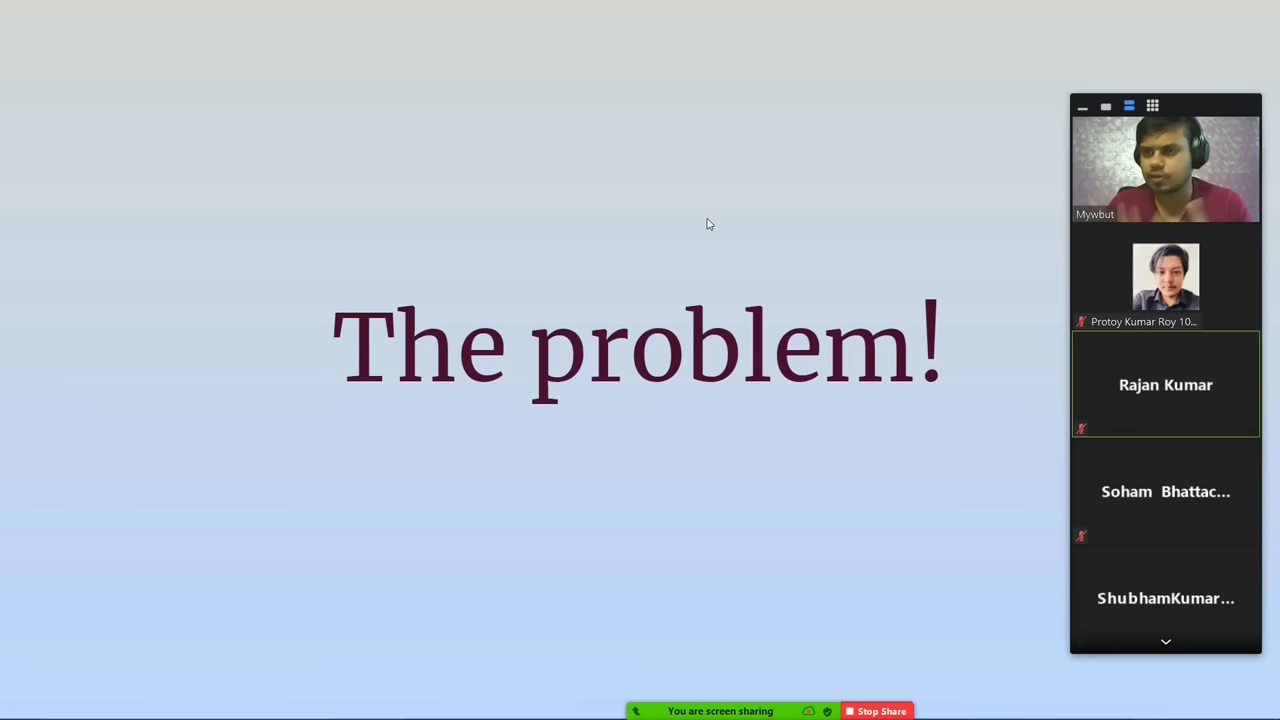 The problem!
Mywbut
Protoy Kumar Roy 10...
Rajan Kumar
Soham Bhattac...
ShubhamKumar...
You are screen sharing
Stop Share